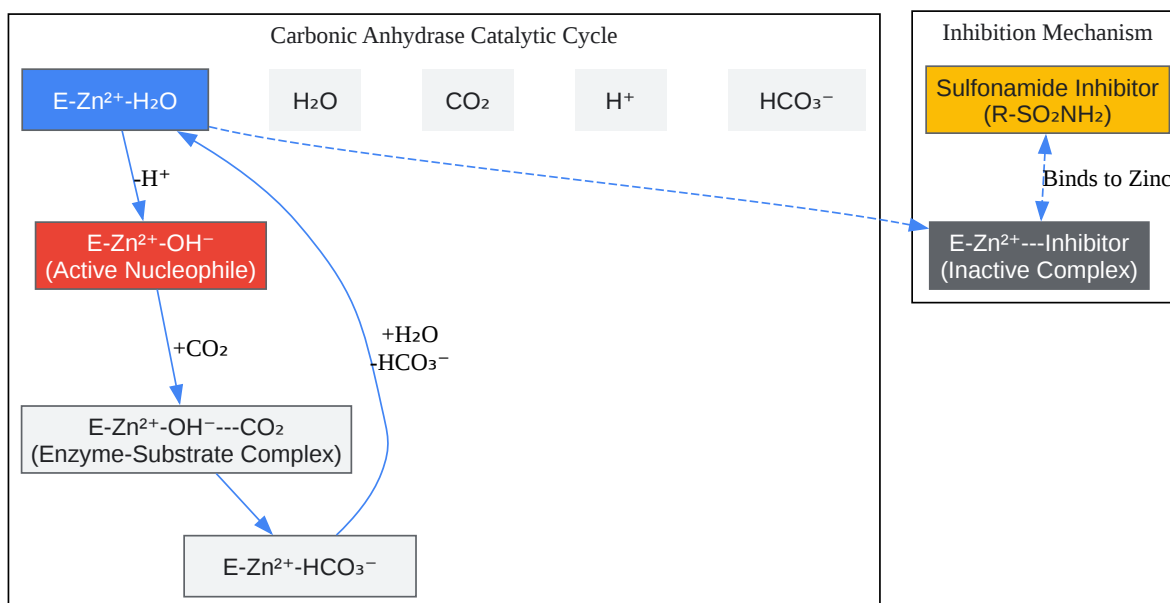 Carbonic Anhydrase Catalytic Cycle
E-Zn²⁺-H₂O
H₂O
CO₂
H⁺
HCO₃⁻
-H⁺
E-Zn²⁺-OH⁻
(Active Nucleophile)
+CO₂
+H₂O
-HCO₃⁻
E-Zn²⁺-OH⁻---CO₂
(Enzyme-Substrate Complex)
E-Zn²⁺-HCO₃⁻
Inhibition Mechanism
Sulfonamide Inhibitor
(R-SO₂NH₂)
Binds to Zinc
E-Zn²⁺---Inhibitor
(Inactive Complex)